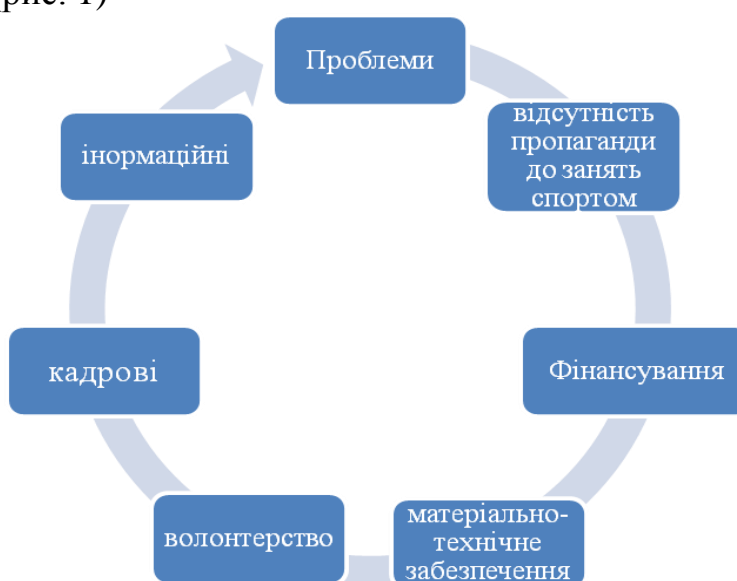 рис. 1)
Проблеми
відсутність
пропаганди
до занять
спортом
Фінансування
матеріально-
технічне
забезпечення
волонтерство
кадрові
інормаційні